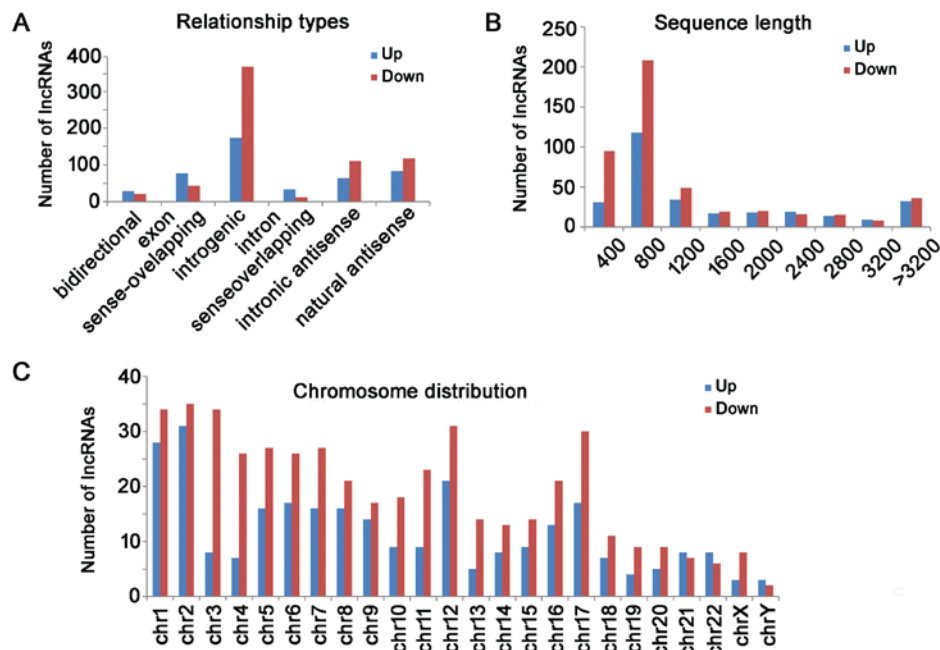 A
Relationship types
Number of lncRNAs
400
300
200
100
0
Up
Down
bidirectional
exon
sense-ovelapping
introgenic
intron
senseoverlapping
intronic antisense
natural antisense
B
Sequence length
Number of lncRNAs
250
200
150
100
50
0
Up
Down
400
800
1200
1600
2000
2400
2800
3200
>3200
C
Chromosome distribution
Number of lncRNAs
40
30
20
10
0
Up
Down
chr1
chr2
chr3
chr4
chr5
chr6
chr7
chr8
chr9
chr10
chr11
chr12
chr13
chr14
chr15
chr16
chr17
chr18
chr19
chr20
chr21
chr22
chrX
chrY